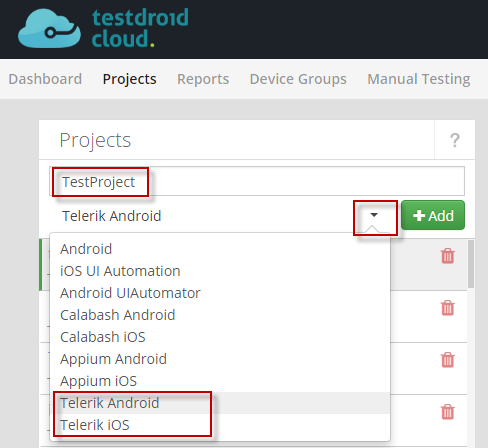 testdroid
cloud.
Dashboard Projects Reports Device Groups Manual Testing
Projects ?
TestProject
Telerik Android + Add
Android
iOS UI Automation
Android UIAutomator
Calabash Android
Calabash iOS
Appium Android
Appium iOS
Telerik Android
Telerik iOS